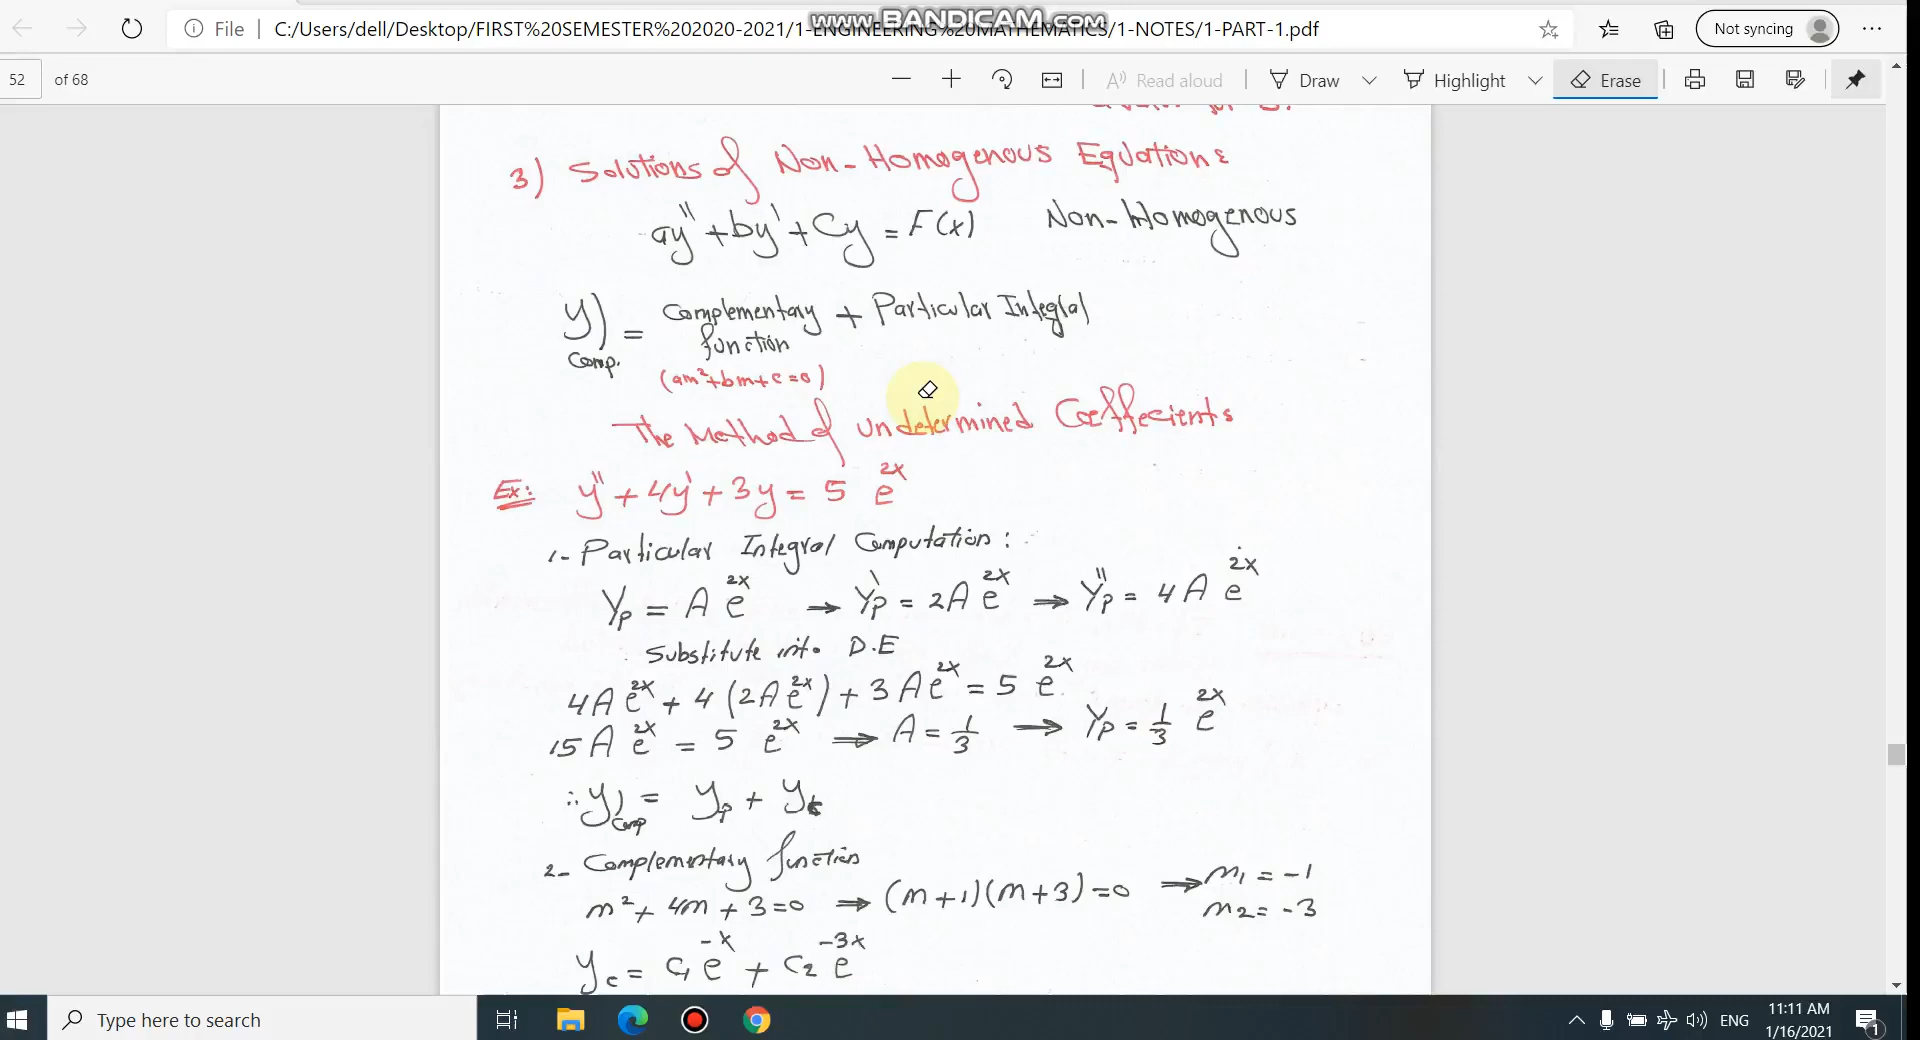 www.BANDICAM.com
File C:/Users/dell/Desktop/FIRST%20SEMESTER%202020-2021/1-ENGINEERING%20MATHEMATICS/1-NOTES/1-PART-1.pdf
Not syncing
52 of 68
Read aloud Draw Highlight Erase
3) Solutions of Non-Homogenous Equations
ay'' + by' + Cy = F(x) Non-Homogenous
y)comp. = Complementary function + Particular Integral
(am²+bm+c=0)
The Method of Undetermined Coeffecients
Ex: y'' + 4y' + 3y = 5 e^2x
1- Particular Integral Computation:
Yp = A e^2x → Yp' = 2A e^2x ⇒ Yp'' = 4A e^2x
Substitute into D.E
4A e^2x + 4 (2A e^2x) + 3A e^2x = 5 e^2x
15 A e^2x = 5 e^2x ⇒ A = 1/3 ⇒ Yp = 1/3 e^2x
∴ y)comp = yp + yc
2- Complementary function
m² + 4m + 3 = 0 ⇒ (m+1)(m+3) = 0 ⇒ m1 = -1
m2 = -3
yc = C1 e^-x + C2 e^-3x
Type here to search
ENG
11:11 AM
1/16/2021
1